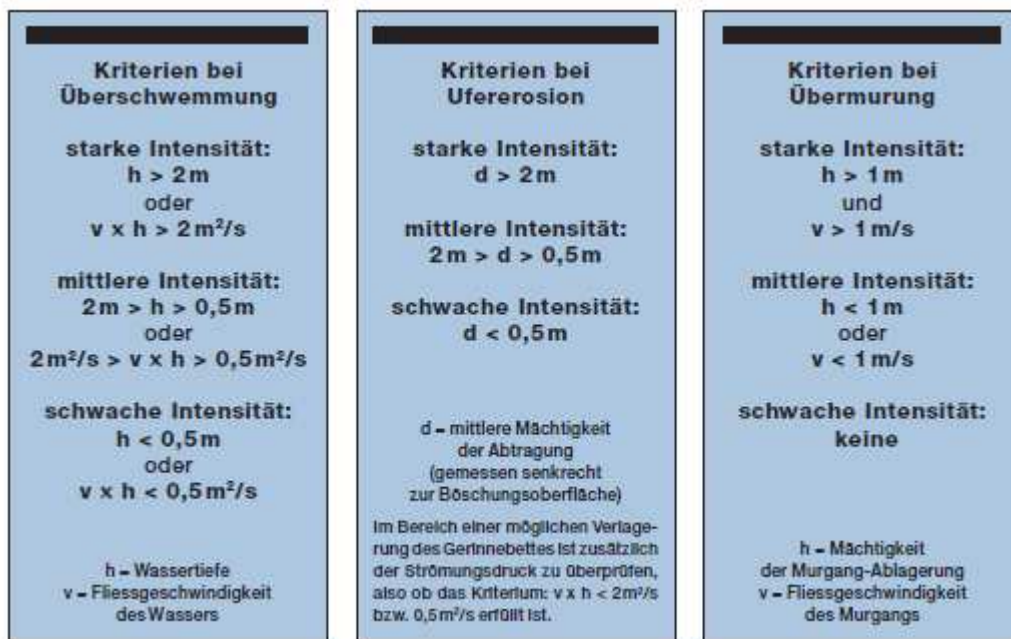 Kriterien bei
Überschwemmung
starke Intensität:
h > 2m
oder
v x h > 2m²/s
mittlere Intensität:
2m > h > 0,5m
oder
2m²/s > v x h > 0,5m²/s
schwache Intensität:
h < 0,5m
oder
v x h < 0,5m²/s
h – Wassertiefe
v – Fliessgeschwindigkeit
des Wassers
Kriterien bei
Ufererosion
starke Intensität:
d > 2m
mittlere Intensität:
2m > d > 0,5m
schwache Intensität:
d < 0,5m
d – mittlere Mächtigkeit
der Abtragung
(gemessen senkrecht
zur Böschungsoberfläche)
Im Bereich einer möglichen Verlage-
rung des Gerinnebettes ist zusätzlich
der Strömungsdruck zu überprüfen,
also ob das Kriterium: v x h < 2m²/s
bzw. 0,5m²/s erfüllt ist.
Kriterien bei
Übermurung
starke Intensität:
h > 1m
und
v > 1m/s
mittlere Intensität:
h < 1m
oder
v < 1m/s
schwache Intensität:
keine
h – Mächtigkeit
der Murgang-Ablagerung
v – Fliessgeschwindigkeit
des Murgangs